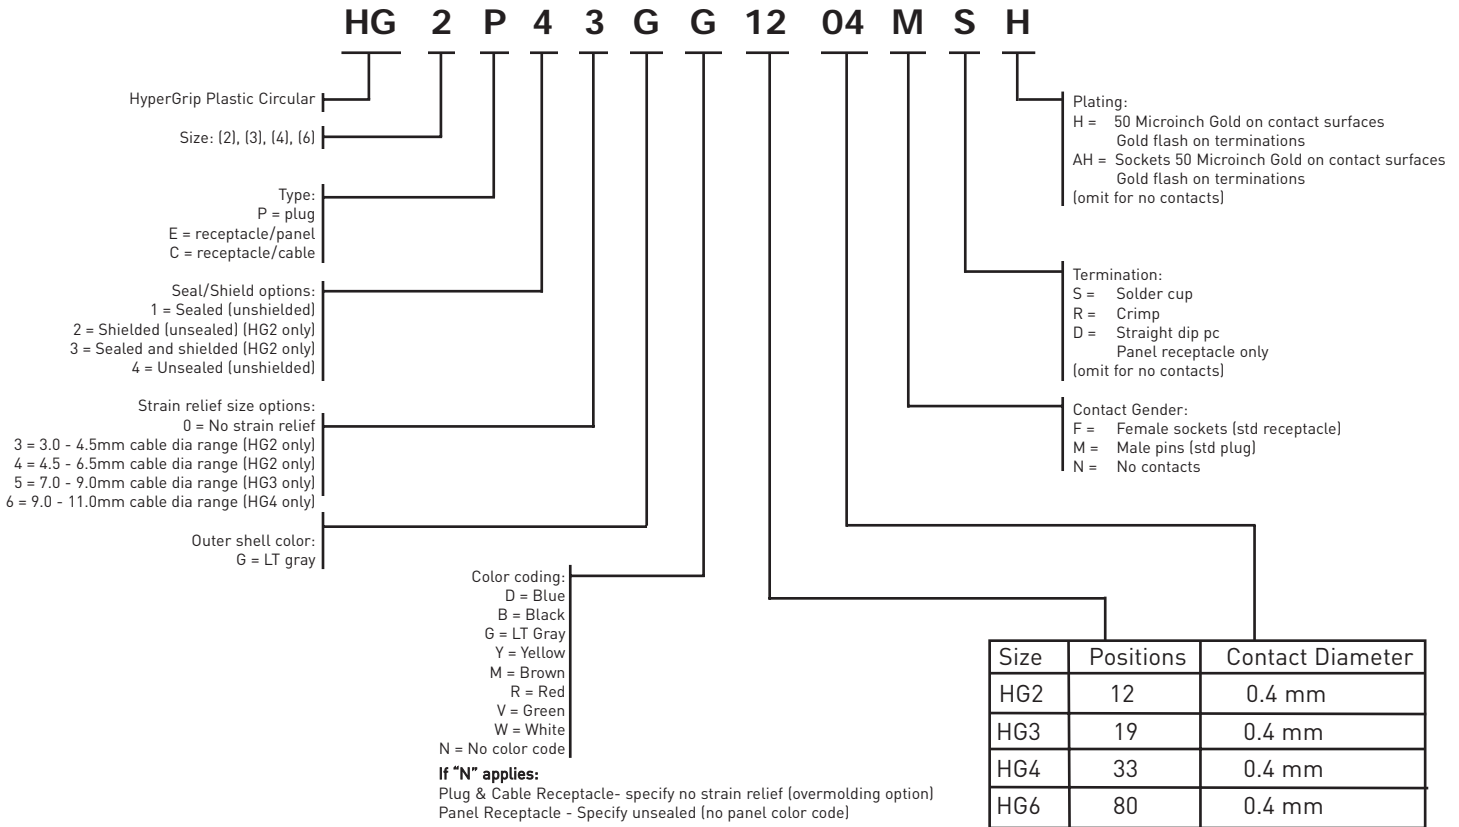 HG 2 P 4 3 G G 12 04 M S H
HyperGrip Plastic Circular
Size: (2), (3), (4), (6)
Type:
P = plug
E = receptacle/panel
C = receptacle/cable
Seal/Shield options:
1 = Sealed (unshielded)
2 = Shielded (unsealed) (HG2 only)
3 = Sealed and shielded (HG2 only)
4 = Unsealed (unshielded)
Strain relief size options:
0 = No strain relief
3 = 3.0 - 4.5mm cable dia range (HG2 only)
4 = 4.5 - 6.5mm cable dia range (HG2 only)
5 = 7.0 - 9.0mm cable dia range (HG3 only)
6 = 9.0 - 11.0mm cable dia range (HG4 only)
Outer shell color:
G = LT gray
Color coding:
D = Blue
B = Black
G = LT Gray
Y = Yellow
M = Brown
R = Red
V = Green
W = White
N = No color code
If “N” applies:
Plug & Cable Receptacle- specify no strain relief (overmolding option)
Panel Receptacle - Specify unsealed (no panel color code)
Plating:
H = 50 Microinch Gold on contact surfaces
Gold flash on terminations
AH = Sockets 50 Microinch Gold on contact surfaces
Gold flash on terminations
(omit for no contacts)
Termination:
S = Solder cup
R = Crimp
D = Straight dip pc
Panel receptacle only
(omit for no contacts)
Contact Gender:
F = Female sockets (std receptacle)
M = Male pins (std plug)
N = No contacts
Size Positions Contact Diameter
HG2 12 0.4 mm
HG3 19 0.4 mm
HG4 33 0.4 mm
HG6 80 0.4 mm